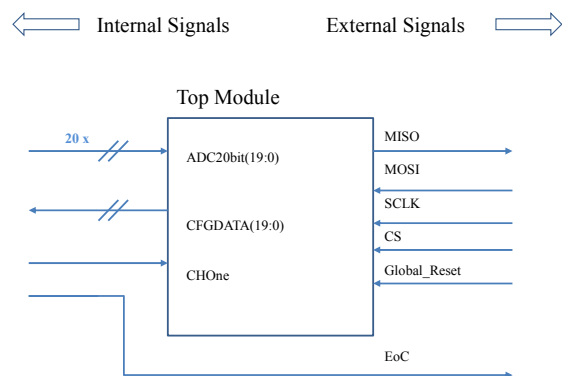 Internal Signals
External Signals
Top Module
20 x
ADC20bit(19:0)
MISO
MOSI
SCLK
CFGDATA(19:0)
CS
CHOne
Global_Reset
EoC